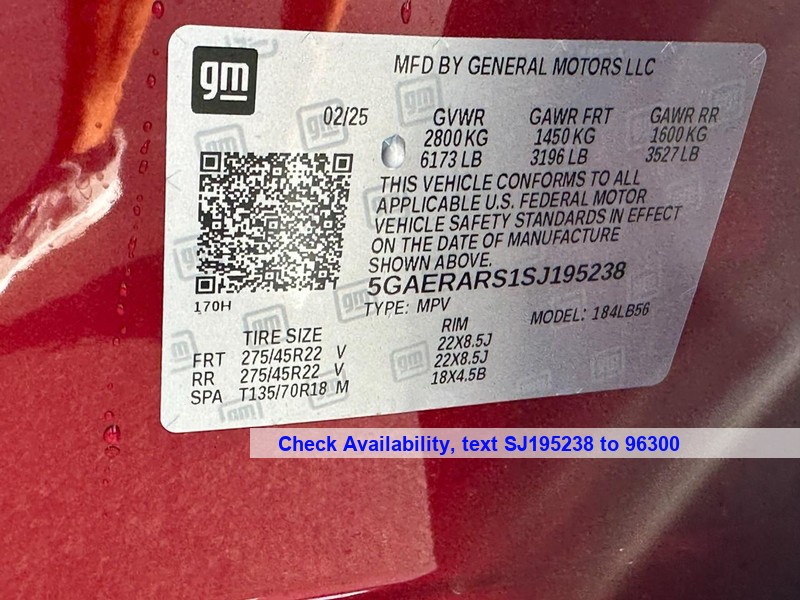 gm
MFD BY GENERAL MOTORS LLC
02/25 GVWR GAWR FRT GAWR RR
2800 KG 1450 KG 1600 KG
6173 LB 3196 LB 3527 LB
THIS VEHICLE CONFORMS TO ALL
APPLICABLE U.S. FEDERAL MOTOR
VEHICLE SAFETY STANDARDS IN EFFECT
ON THE DATE OF MANUFACTURE
SHOWN ABOVE.
5GAERARS1SJ195238
170H
TYPE: MPV MODEL: 184LB56
TIRE SIZE RIM
FRT 275/45R22 V 22X8.5J
RR 275/45R22 V 22X8.5J
SPA T135/70R18 M 18X4.5B
Check Availability, text SJ195238 to 96300